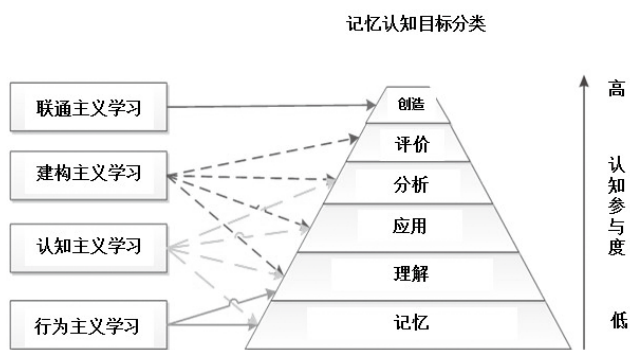 记忆认知目标分类
联通主义学习
建构主义学习
认知主义学习
行为主义学习
创造
评价
分析
应用
理解
记忆
高
认知参与度
低